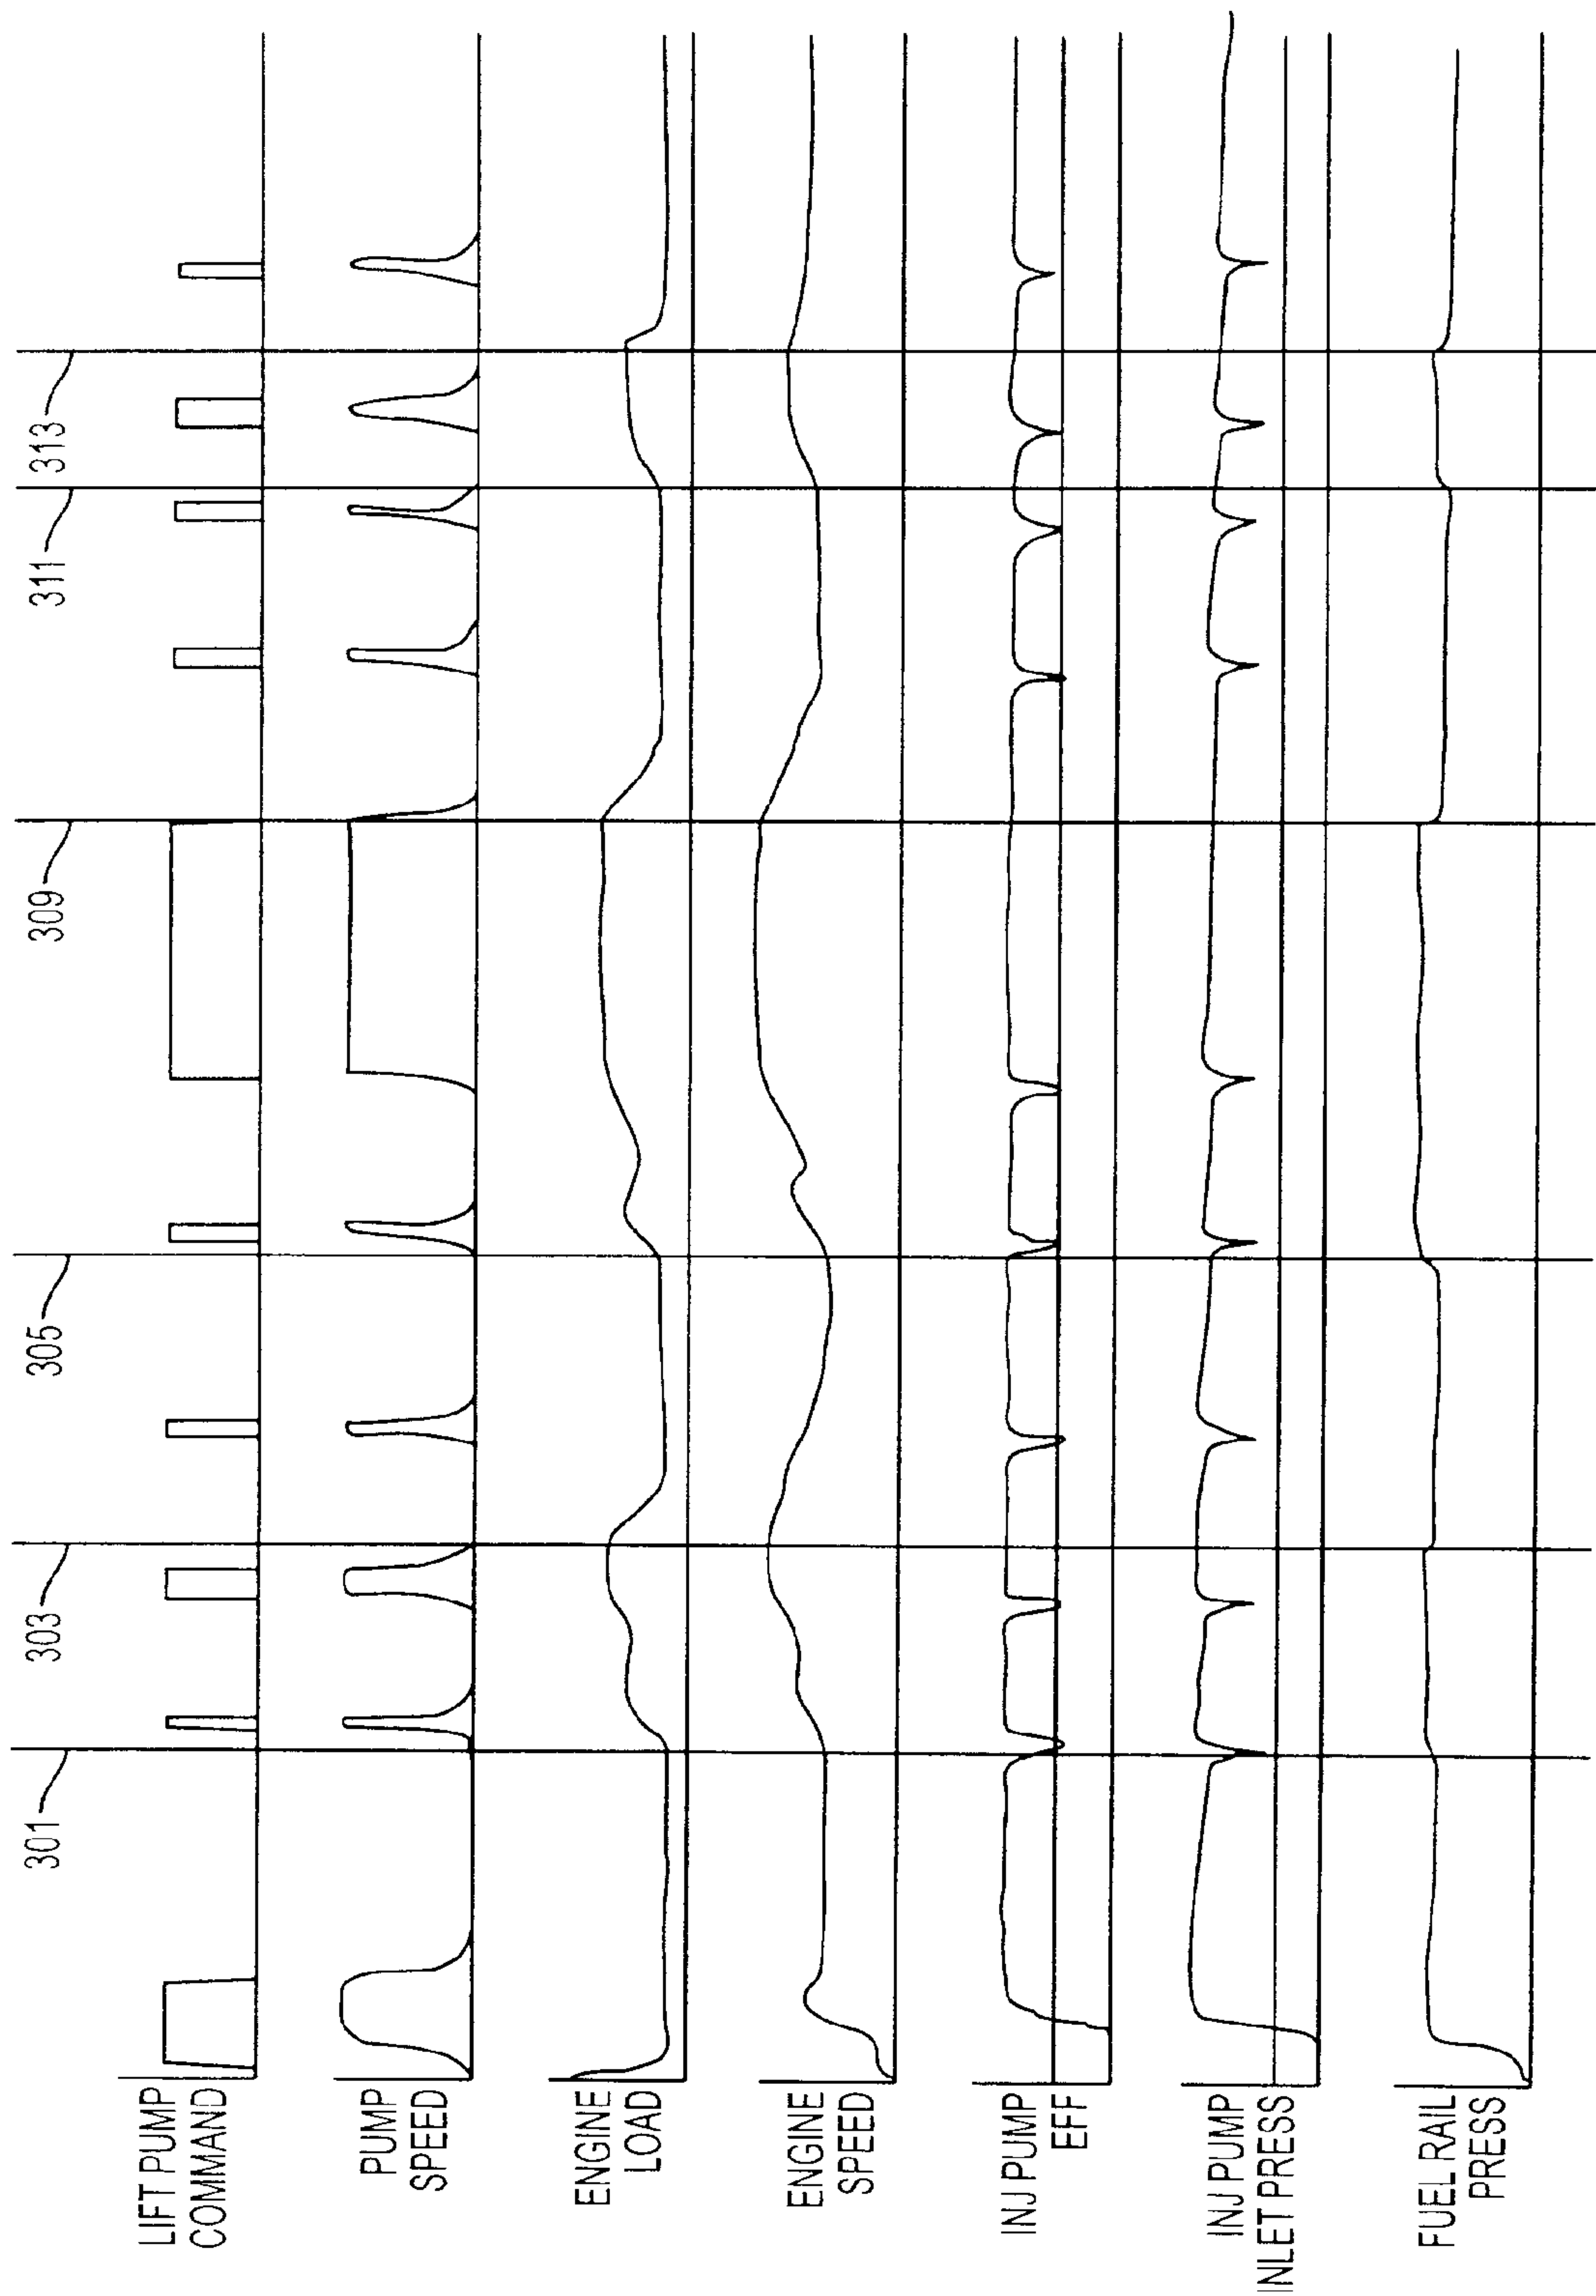 301
303
305
309
311
313
LIFT PUMP
COMMAND
PUMP
SPEED
ENGINE
LOAD
ENGINE
SPEED
INJ PUMP
EFF
INJ PUMP
INLET PRESS
FUEL RAIL
PRESS